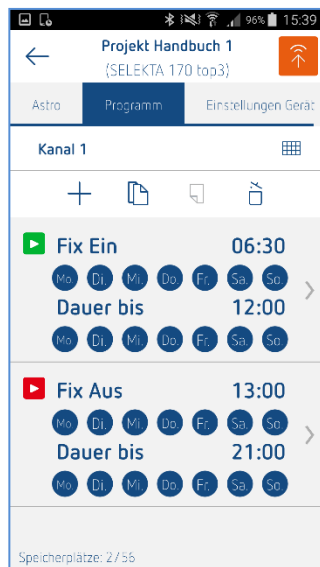 96% 15:39
Projekt Handbuch 1
(SELEKTA 170 top3)
Astro Programm Einstellungen Gerät
Kanal 1
Fix Ein 06:30
Mo. Di. Mi. Do. Fr. Sa. So.
Dauer bis 12:00
Mo. Di. Mi. Do. Fr. Sa. So.
Fix Aus 13:00
Mo. Di. Mi. Do. Fr. Sa. So.
Dauer bis 21:00
Mo. Di. Mi. Do. Fr. Sa. So.
Speicherplätze: 2/56